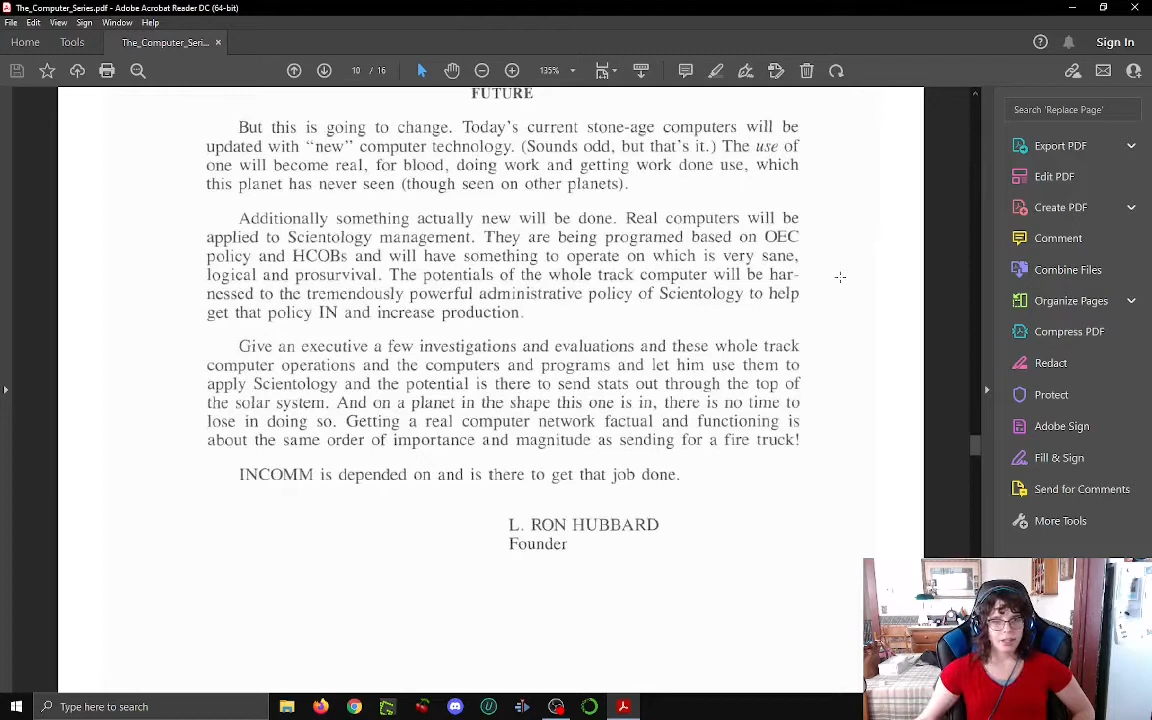 The_Computer_Series.pdf - Adobe Acrobat Reader DC (64-bit)
File Edit View Sign Window Help
Home Tools The_Computer_Seri... × Sign In
10 / 16 135%
FUTURE
But this is going to change. Today's current stone-age computers will be
updated with "new" computer technology. (Sounds odd, but that's it.) The use of
one will become real, for blood, doing work and getting work done use, which
this planet has never seen (though seen on other planets).
Additionally something actually new will be done. Real computers will be
applied to Scientology management. They are being programed based on OEC
policy and HCOBs and will have something to operate on which is very sane,
logical and prosurvival. The potentials of the whole track computer will be har-
nessed to the tremendously powerful administrative policy of Scientology to help
get that policy IN and increase production.
Give an executive a few investigations and evaluations and these whole track
computer operations and the computers and programs and let him use them to
apply Scientology and the potential is there to send stats out through the top of
the solar system. And on a planet in the shape this one is in, there is no time to
lose in doing so. Getting a real computer network factual and functioning is
about the same order of importance and magnitude as sending for a fire truck!
INCOMM is depended on and is there to get that job done.
L. RON HUBBARD
Founder
Search 'Replace Page'
Export PDF
Edit PDF
Create PDF
Comment
Combine Files
Organize Pages
Compress PDF
Redact
Protect
Adobe Sign
Fill & Sign
Send for Comments
More Tools
Type here to search